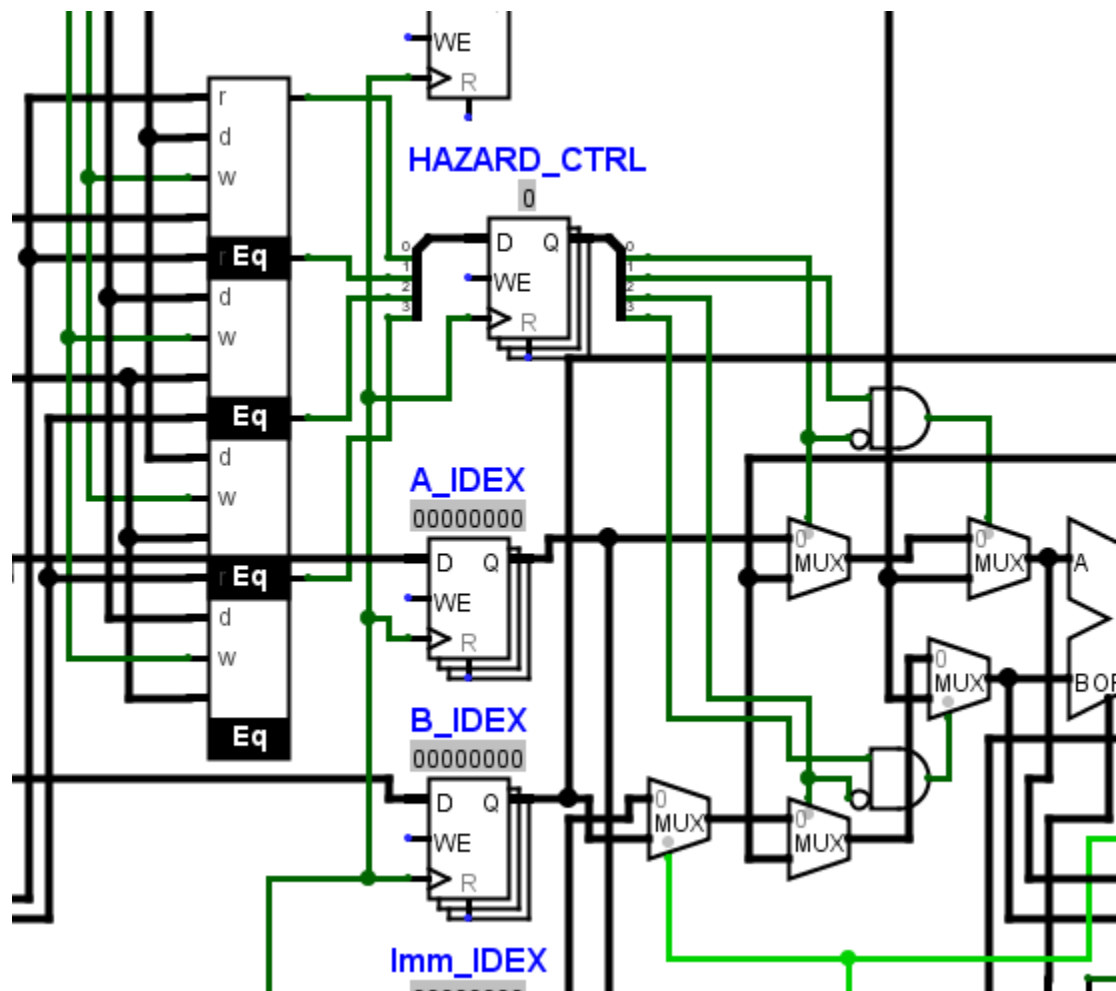 WE
R
r
d
w
HAZARD_CTRL
0
r Eq
d
w
0
1
2
3
D Q
WE
R
0
1
2
3
Eq
d
w
A_IDEX
00000000
D Q
WE
R
r Eq
d
w
0
MUX
0
MUX
A
0
MUX
BOP
Eq
B_IDEX
00000000
D Q
WE
R
0
MUX
0
MUX
Imm_IDEX